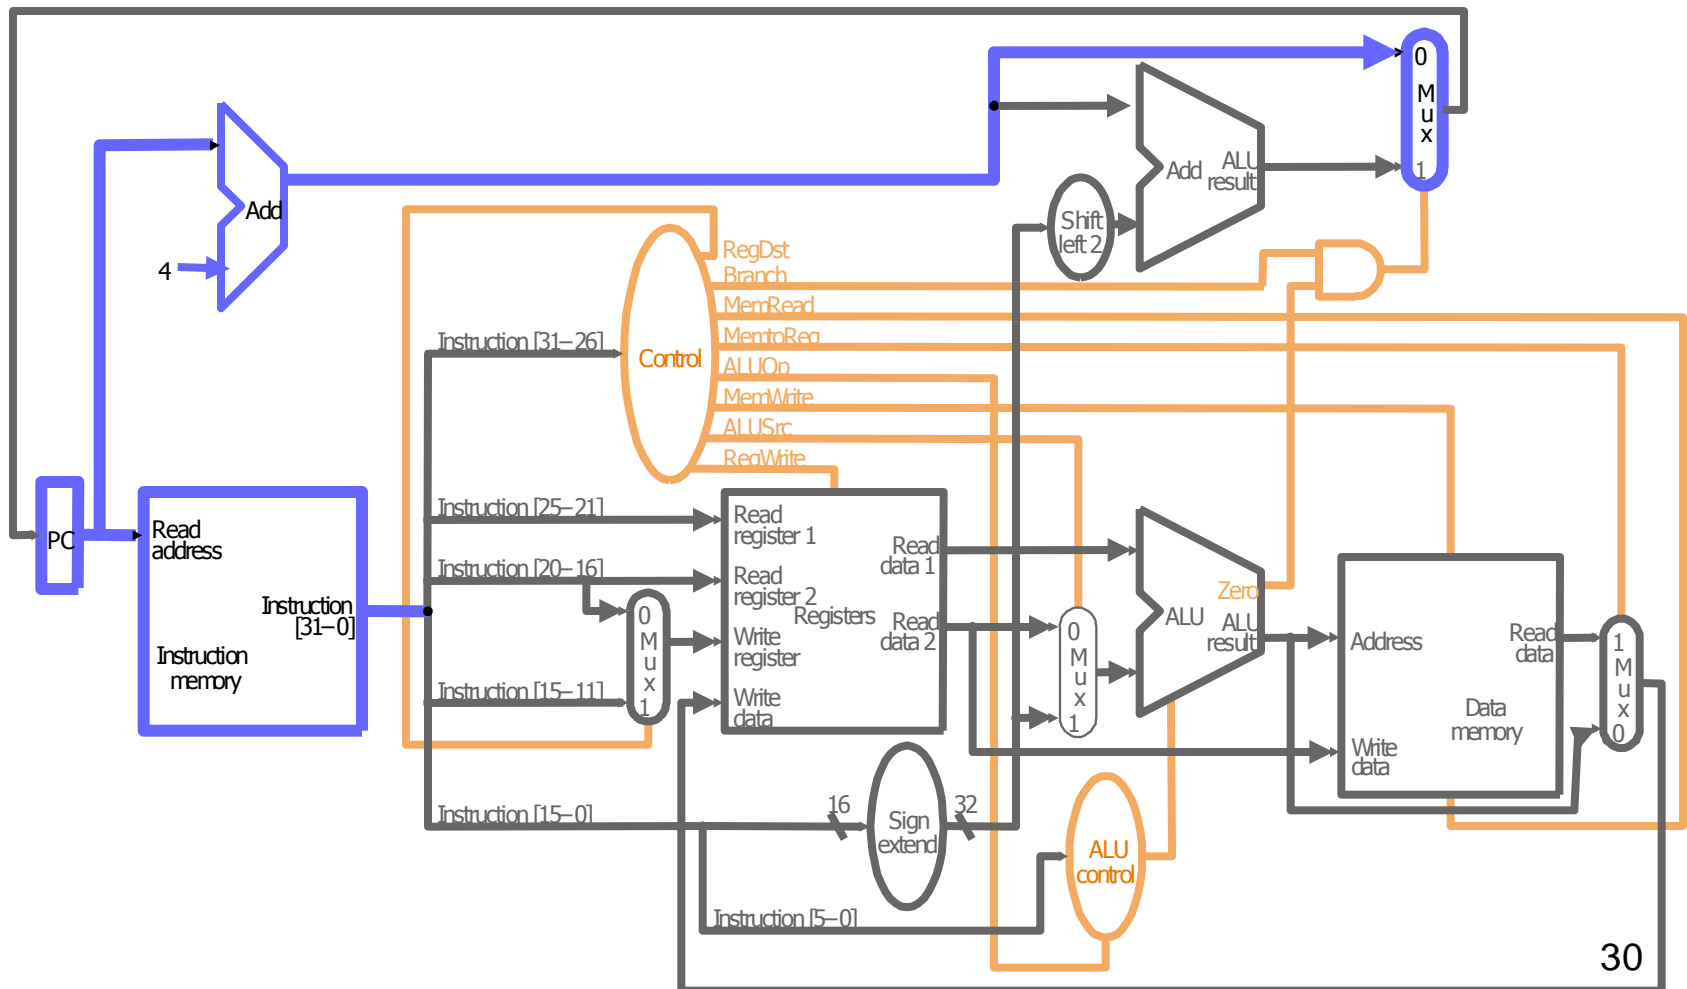 0
M
u
x
1
Add
ALU
result
Add
4
Shift
left 2
RegDst
Branch
MemRead
MemtoReg
ALUOp
MemWrite
ALUSrc
RegWrite
Control
Instruction [31–26]
Instruction [25–21]
Instruction [20–16]
Instruction [15–11]
Instruction [15–0]
Instruction [5–0]
PC
Read
address
Instruction
[31–0]
Instruction
memory
0
M
u
x
1
Read
register 1
Read
register 2
Write
register
Write
data
Registers
Read
data 1
Read
data 2
0
M
u
x
1
Zero
ALU
ALU
result
Address
Write
data
Read
data
Data
memory
1
M
u
x
0
16
Sign
extend
32
ALU
control
30